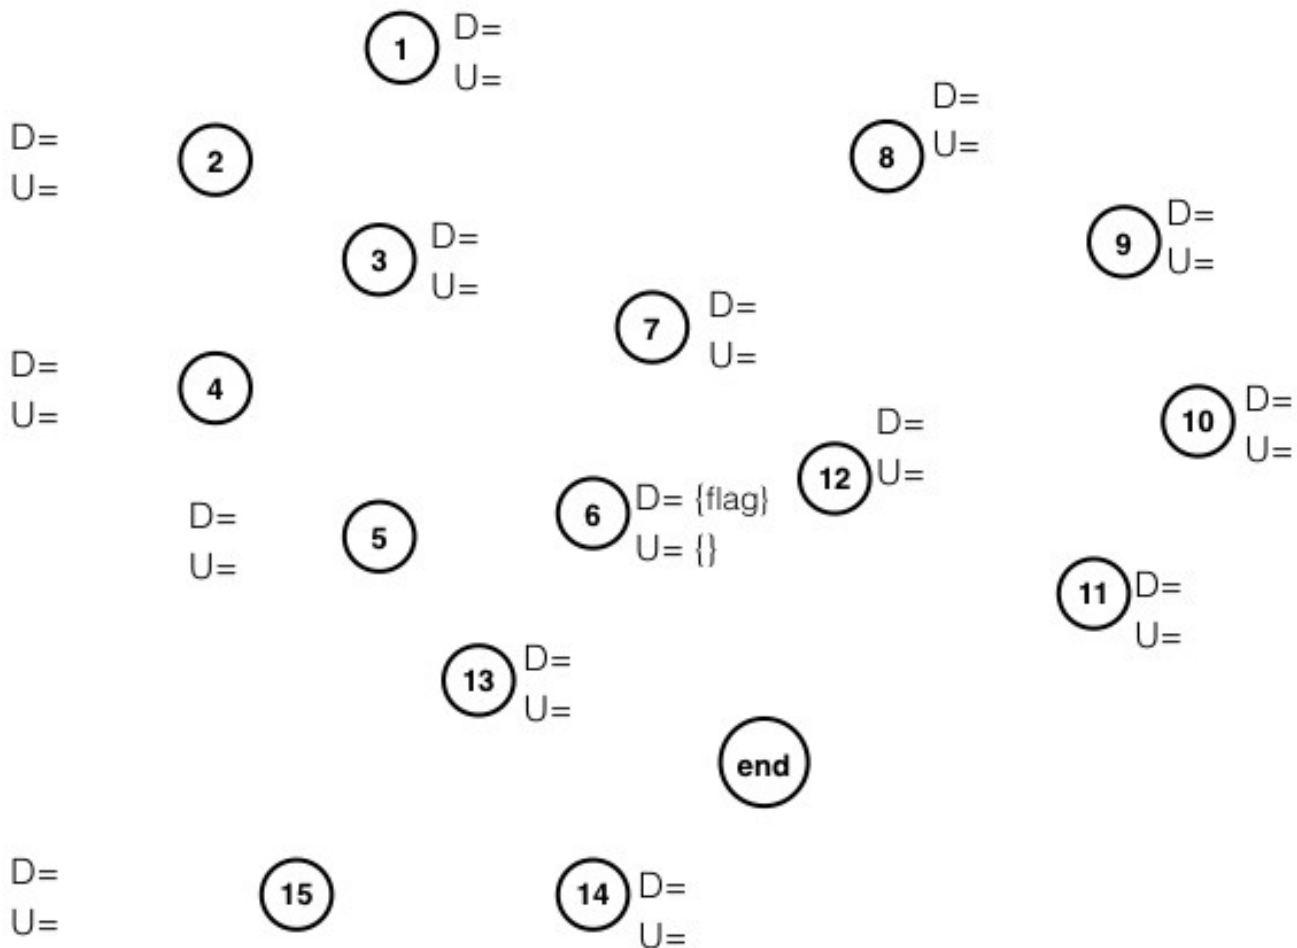 1 D=
U=
D=
U= 2
D=
8 U=
3 D=
U=
9 D=
U=
7 D=
U=
D=
U= 4
10 D=
U=
D=
12 U=
D=
U= 5
6 D= {flag}
U= {}
11 D=
U=
13 D=
U=
end
D=
U= 15
14 D=
U=